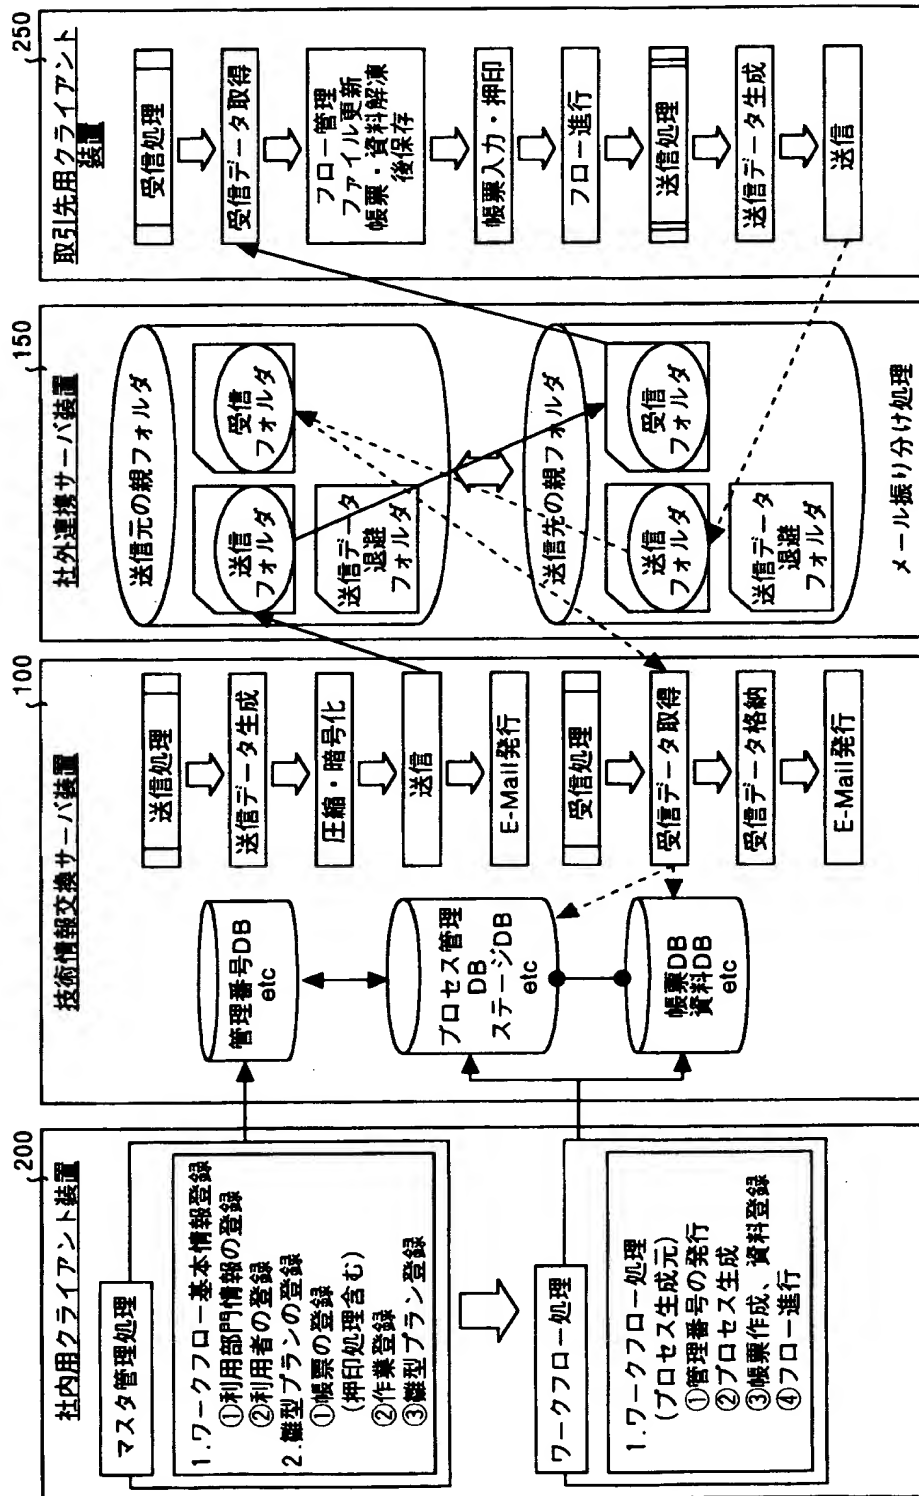 200
社内用クライアント装置
マスタ管理処理
1.ワークフロー基本情報登録
①利用部門情報の登録
②利用者の登録
2.雛型プランの登録
①帳票の登録
(押印処理含む)
②作業登録
③雛型プラン登録
ワークフロー処理
1.ワークフロー処理
(プロセス生成元)
①管理番号の発行
②プロセス生成
③帳票作成、資料登録
④フロー進行
100
技術情報交換サーバ装置
管理番号DB
etc
プロセス管理
DB
ステージDB
etc
帳票DB
資料DB
etc
送信処理
送信データ生成
圧縮・暗号化
送信
E-Mail発行
受信処理
受信データ取得
受信データ格納
E-Mail発行
150
社外連携サーバ装置
送信元の親フォルダ
送信
フォルダ
受信
フォルダ
送信データ
退避
フォルダ
送信先の親フォルダ
送信
フォルダ
受信
フォルダ
送信データ
退避
フォルダ
メール振り分け処理
250
取引先用クライアント
装置
受信処理
受信データ取得
フロー管理
ファイル更新
帳票・資料解凍
後保存
帳票入力・押印
フロー進行
送信処理
送信データ生成
送信